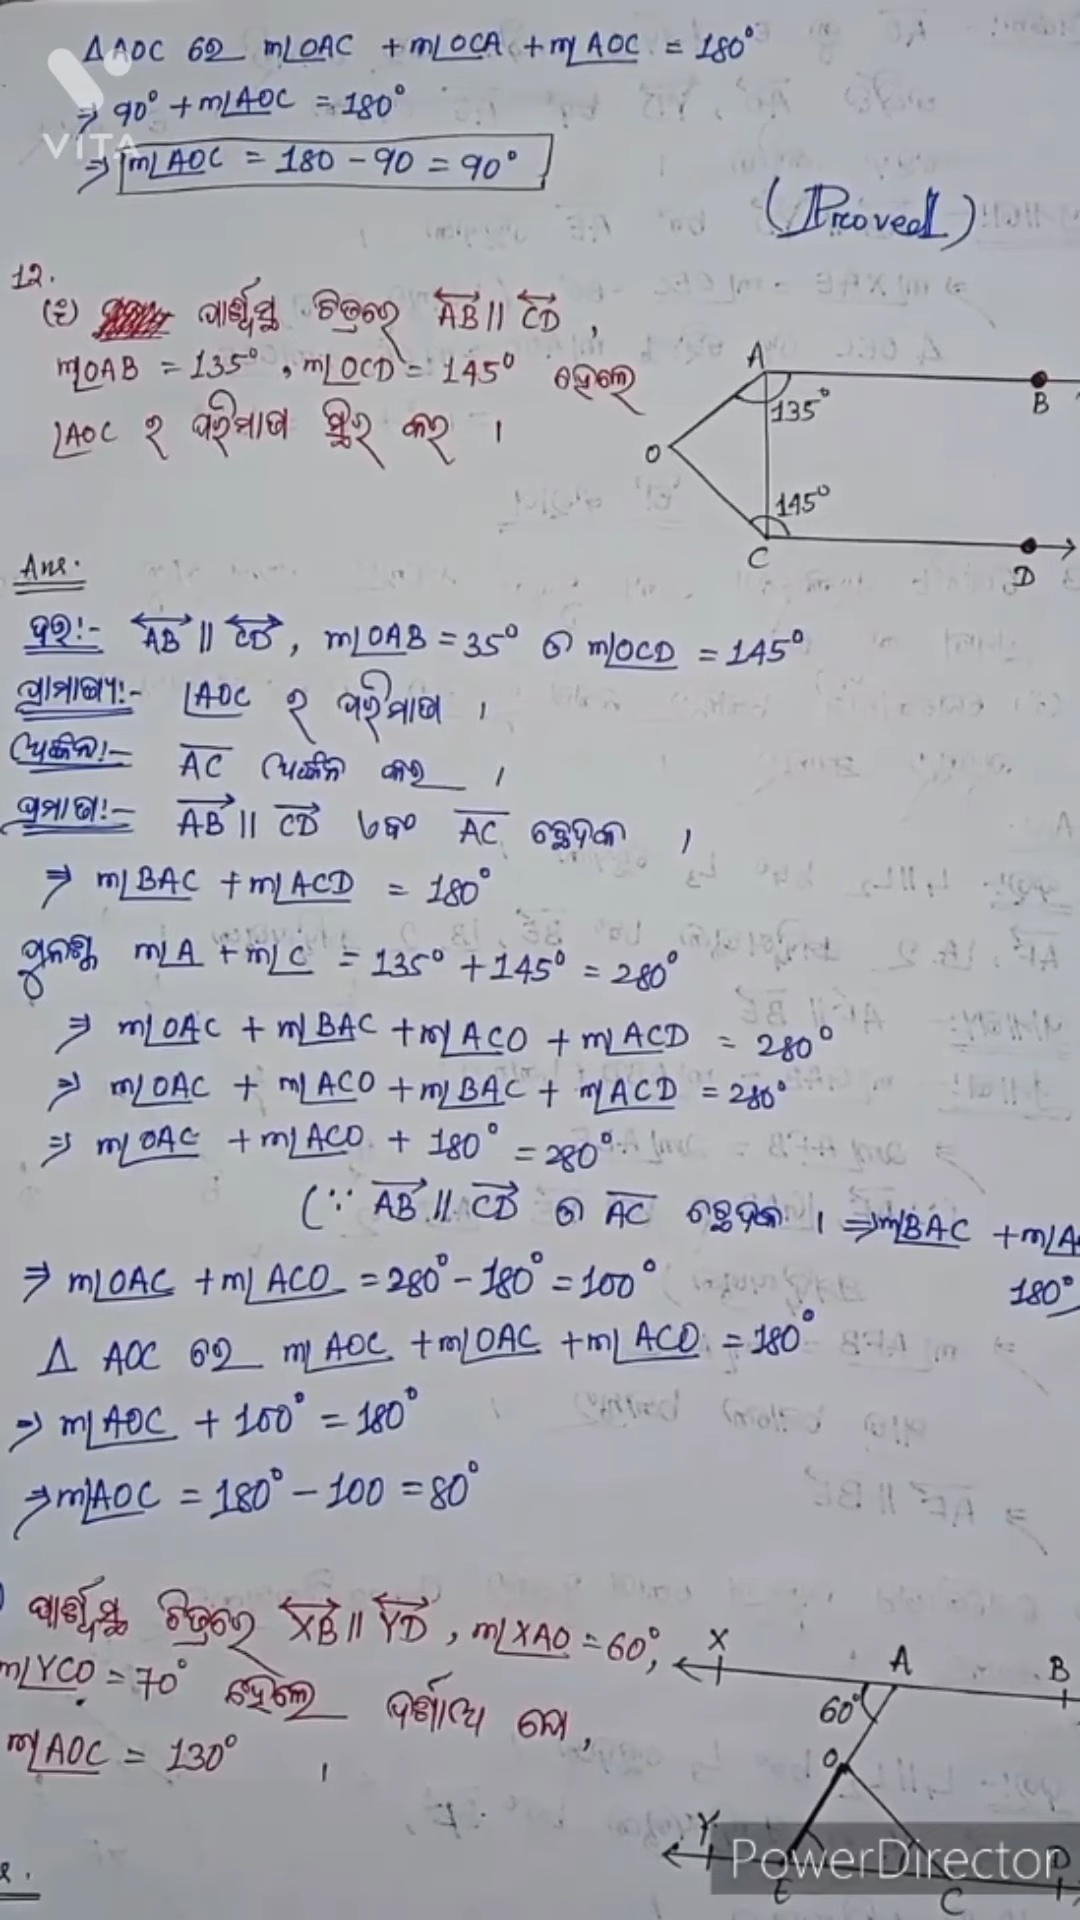 VITA
Δ AOC ରେ m∠OAC + m∠OCA + m∠AOC = 180°
⇒ 90° + m∠AOC = 180°
⇒ m∠AOC = 180 - 90 = 90°
(Proved)
12.
ପାର୍ଶ୍ୱସ୍ଥ ଚିତ୍ରରେ AB || CD,
m∠OAB = 135°, m∠OCD = 145° ହେଲେ
∠AOC ର ପରିମାଣ ସ୍ଥିର କର ।
A
135°
B
O
145°
C
D
Ans.
ଦତ୍ତ:- AB || CD, m∠OAB = 35° ଓ m∠OCD = 145°
ପ୍ରାମାଣ୍ୟ:- ∠AOC ର ପରିମାଣ ।
ଅଙ୍କନ:- AC ଅଙ୍କନ କର ।
ପ୍ରମାଣ:- AB || CD ଏବଂ AC ଛେଦକ ।
⇒ m∠BAC + m∠ACD = 180°
ପୁନଶ୍ଚ m∠A + m∠C = 135° + 145° = 280°
⇒ m∠OAC + m∠BAC + m∠ACO + m∠ACD = 280°
⇒ m∠OAC + m∠ACO + m∠BAC + m∠ACD = 280°
⇒ m∠OAC + m∠ACO + 180° = 280°
(∵ AB || CD ଓ AC ଛେଦକ । ⇒ m∠BAC + m∠A
180°
⇒ m∠OAC + m∠ACO = 280° - 180° = 100°
Δ AOC ରେ m∠AOC + m∠OAC + m∠ACO = 180°
⇒ m∠AOC + 100° = 180°
⇒ m∠AOC = 180° - 100 = 80°
ପାର୍ଶ୍ୱସ୍ଥ ଚିତ୍ରରେ XB || YD, m∠XAO = 60°,
m∠YCO = 70° ହେଲେ ଦର୍ଶାଅ ଯେ,
m∠AOC = 130° ।
X
A
B
60°
O
Y
E
C
D
PowerDirector